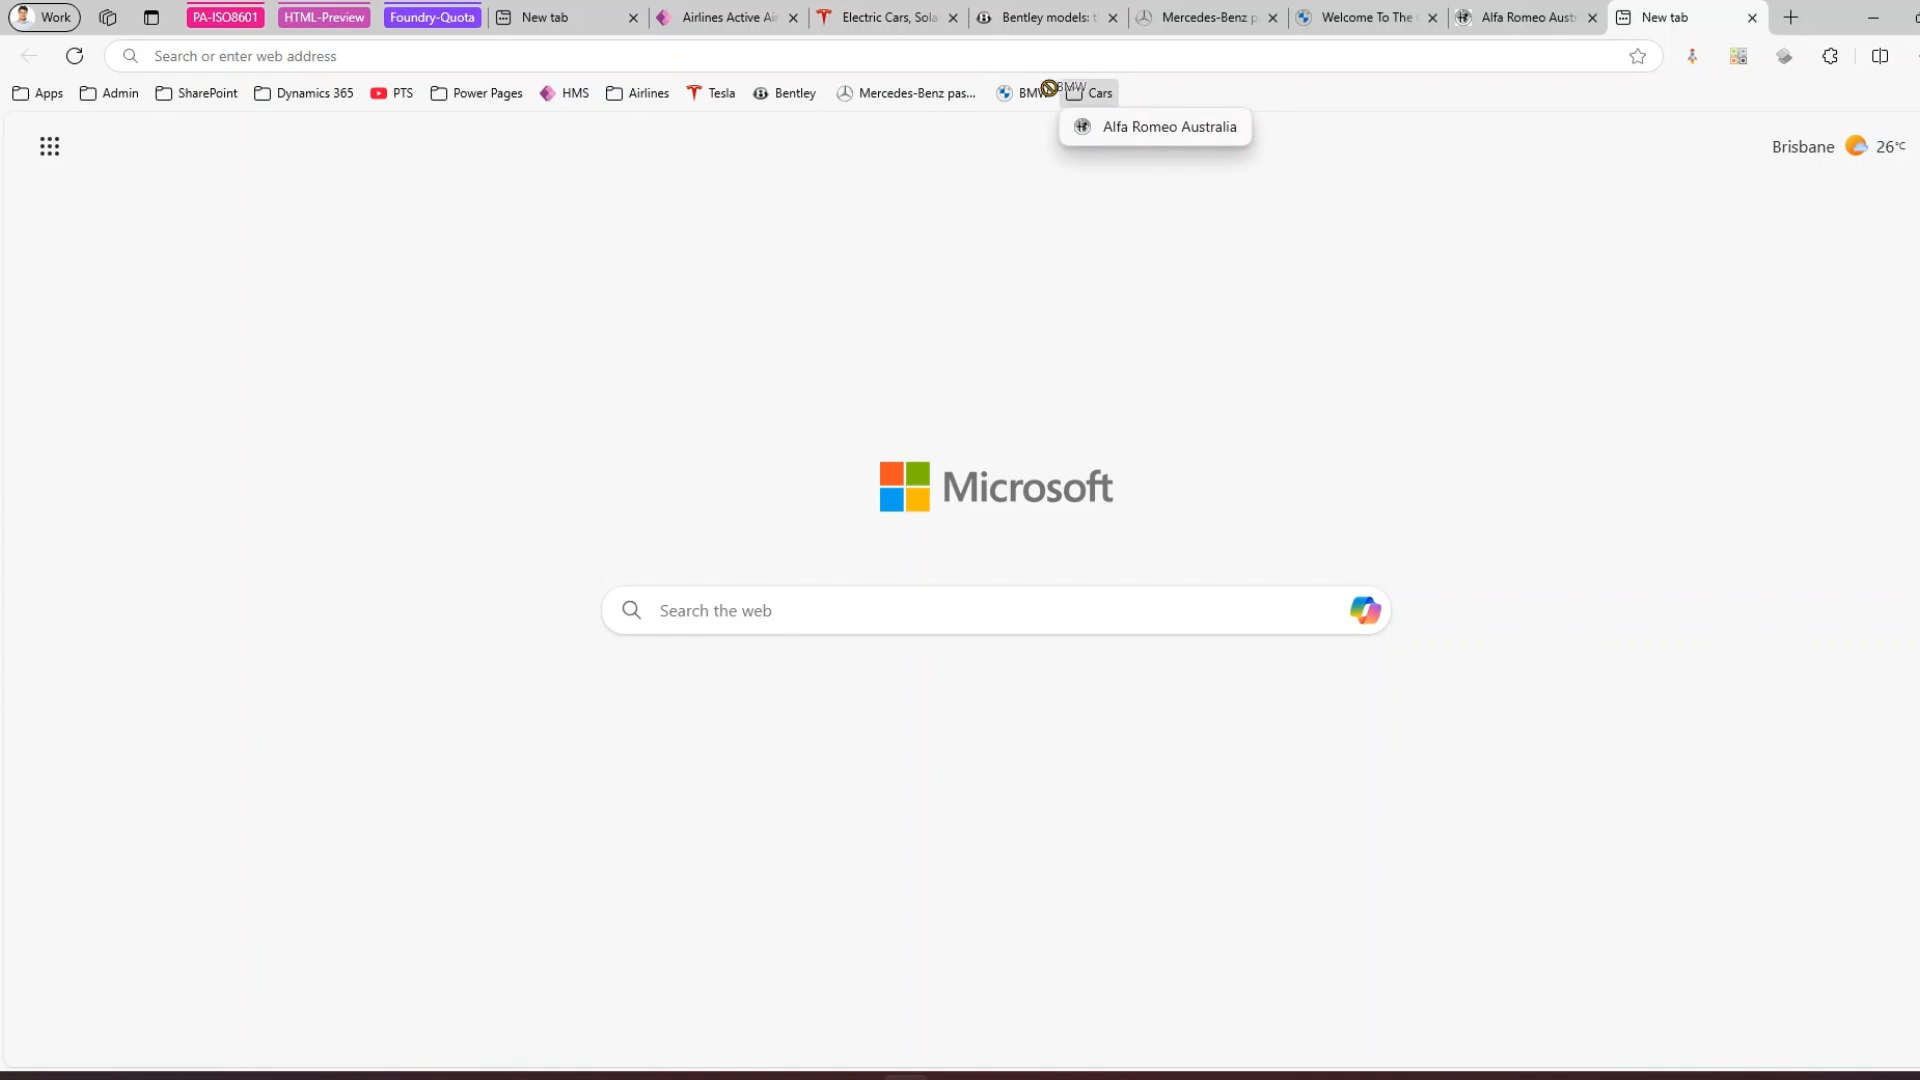 Work PA-ISO8601 HTML-Preview Foundry-Quota New tab Airlines Active Air Electric Cars, Sola Bentley models: t Mercedes-Benz p Welcome To The Alfa Romeo Aust New tab
Search or enter web address
Apps Admin SharePoint Dynamics 365 PTS Power Pages HMS Airlines Tesla Bentley Mercedes-Benz pas... BMW BMW Cars
Alfa Romeo Australia
Brisbane 26°C
Microsoft
Search the web